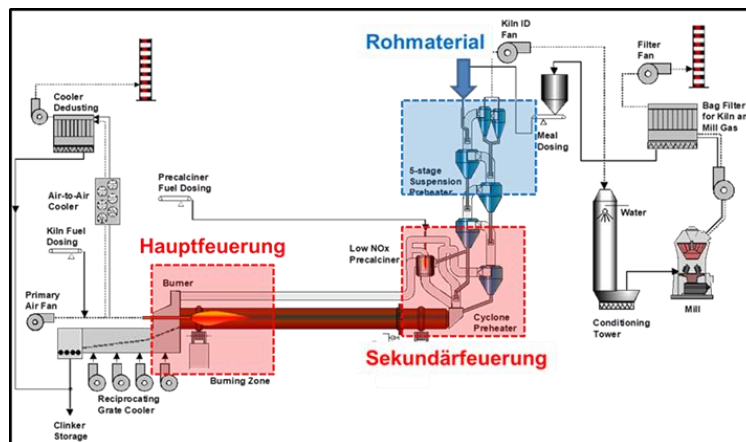 Rohmaterial
Kiln ID
Fan
Filter
Fan
Cooler
Dedusting
Meal
Dosing
Bag Filter
for Kiln an
Mill Gas
Precalciner
Fuel Dosing
5-stage
Suspension
Preheater
Air-to-Air
Cooler
Kiln Fuel
Dosing
Water
Hauptfeuerung
Low NOx
Precalciner
Burner
Primary
Air Fan
Cyclone
Preheater
Conditioning
Tower
Mill
Sekundärfeuerung
Burning Zone
Reciprocating
Grate Cooler
Clinker
Storage